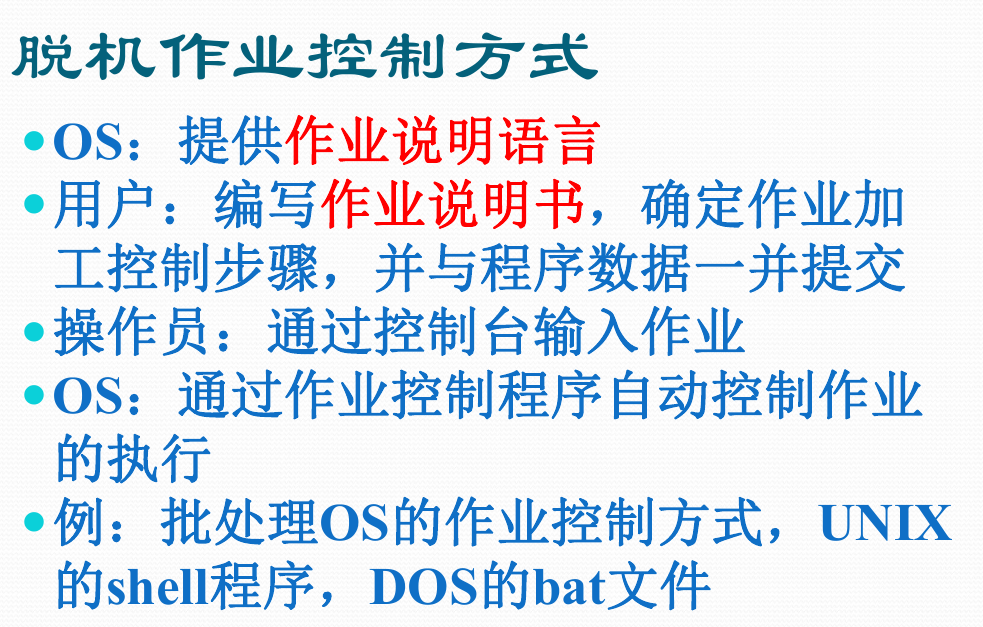 脱机作业控制方式
•OS：提供作业说明语言
•用户：编写作业说明书，确定作业加
工控制步骤，并与程序数据一并提交
•操作员：通过控制台输入作业
•OS：通过作业控制程序自动控制作业
的执行
•例：批处理OS的作业控制方式，UNIX
的shell程序，DOS的bat文件